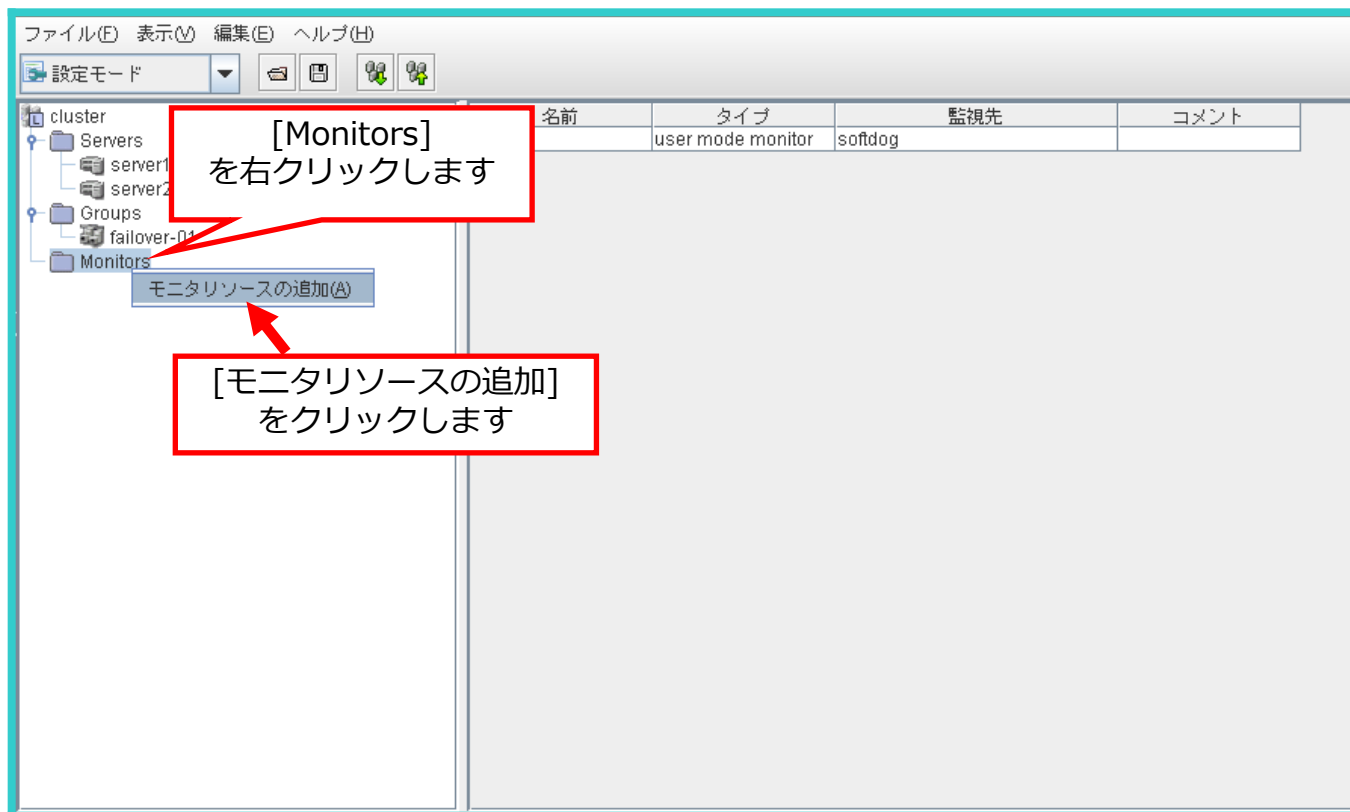 ファイル(F) 表示(V) 編集(E) ヘルプ(H)
設定モード
cluster
Servers
server1
server2
Groups
failover-01
Monitors
モニタリソースの追加(A)
名前 タイプ 監視先 コメント
user mode monitor softdog
[Monitors]
を右クリックします
[モニタリソースの追加]
をクリックします